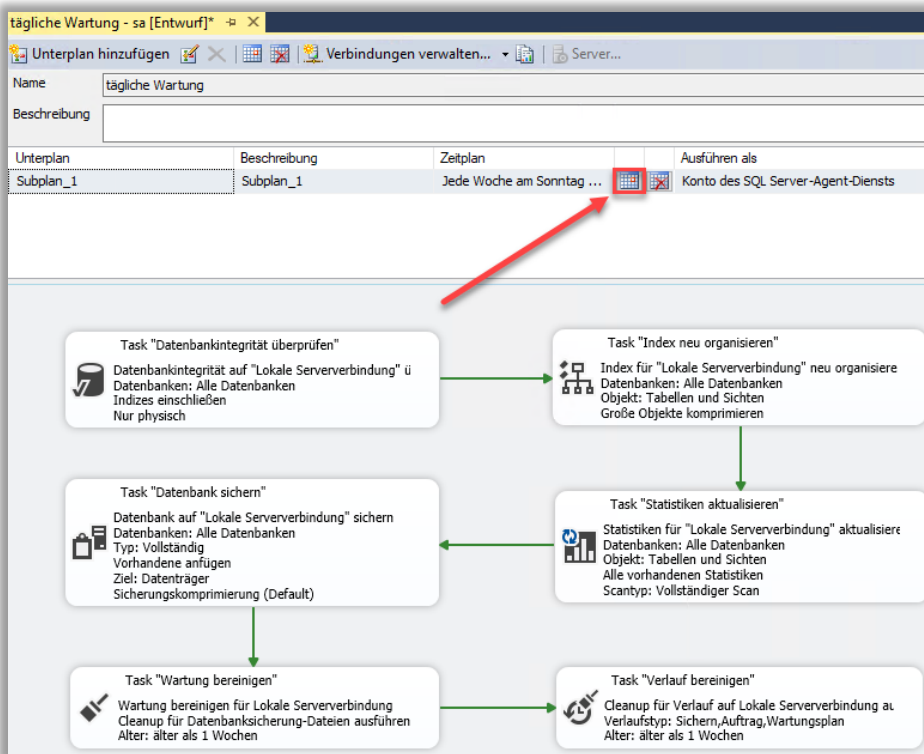 tägliche Wartung - sa [Entwurf]*
Unterplan hinzufügen Verbindungen verwalten... Server...
Name tägliche Wartung
Beschreibung
Unterplan Beschreibung Zeitplan Ausführen als
Subplan_1 Subplan_1 Jede Woche am Sonntag ... Konto des SQL Server-Agent-Diensts
Task "Datenbankintegrität überprüfen"
Datenbankintegrität auf "Lokale Serververbindung" ü
Datenbanken: Alle Datenbanken
Indizes einschließen
Nur physisch
Task "Index neu organisieren"
Index für "Lokale Serververbindung" neu organisiere
Datenbanken: Alle Datenbanken
Objekt: Tabellen und Sichten
Große Objekte komprimieren
Task "Datenbank sichern"
Datenbank auf "Lokale Serververbindung" sichern
Datenbanken: Alle Datenbanken
Typ: Vollständig
Vorhandene anfügen
Ziel: Datenträger
Sicherungskomprimierung (Default)
Task "Statistiken aktualisieren"
Statistiken für "Lokale Serververbindung" aktualisiere
Datenbanken: Alle Datenbanken
Objekt: Tabellen und Sichten
Alle vorhandenen Statistiken
Scantyp: Vollständiger Scan
Task "Wartung bereinigen"
Wartung bereinigen für Lokale Serververbindung
Cleanup für Datenbanksicherung-Dateien ausführen
Alter: älter als 1 Wochen
Task "Verlauf bereinigen"
Cleanup für Verlauf auf Lokale Serververbindung au
Verlaufstyp: Sichern,Auftrag,Wartungsplan
Alter: älter als 1 Wochen